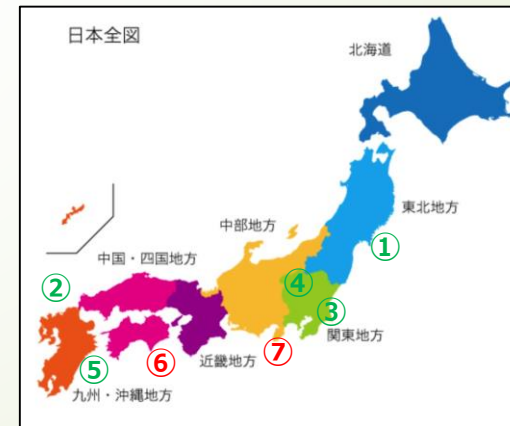 日本全図
北海道
東北地方
①
中部地方
中国・四国地方
②
④
③
関東地方
⑦
⑥
近畿地方
⑤
九州・沖縄地方